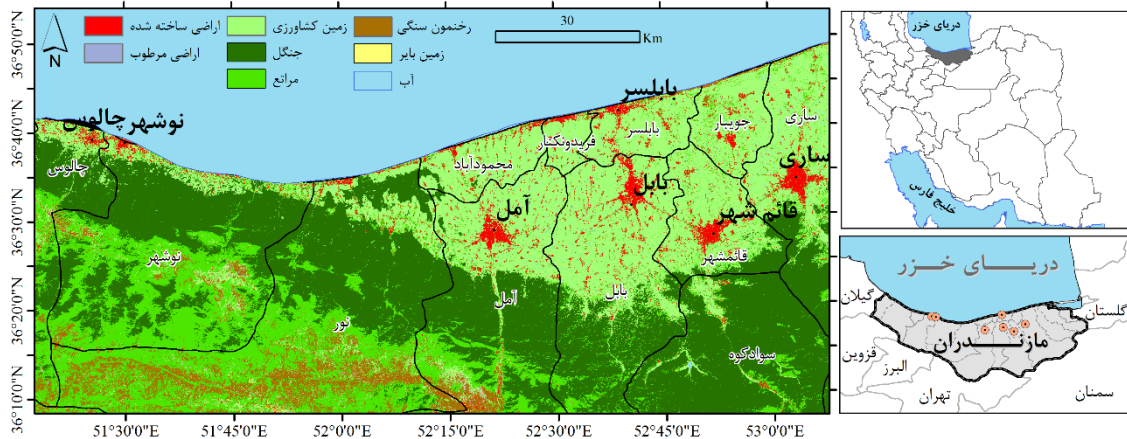 اراضی ساخته شده
زمین کشاورزی
رخنمون سنگی
اراضی مرطوب
جنگل
زمین بایر
مراتع
آب
30
Km
N
36°50'0"N
36°40'0"N
36°30'0"N
36°20'0"N
36°10'0"N
51°30'0"E
51°45'0"E
52°0'0"E
52°15'0"E
52°30'0"E
52°45'0"E
53°0'0"E
نوشهر
چالوس
چالوس
نوشهر
نور
محمودآباد
آمل
آمل
فریدونکنار
بابلسر
بابلسر
بابل
بابل
جویبار
ساری
ساری
قائم شهر
قائمشهر
سوادکوه
دریای خزر
خلیج فارس
دریـــای خـــزر
گیلان
گلستان
مازنـــدران
قزوین
البرز
تهران
سمنان